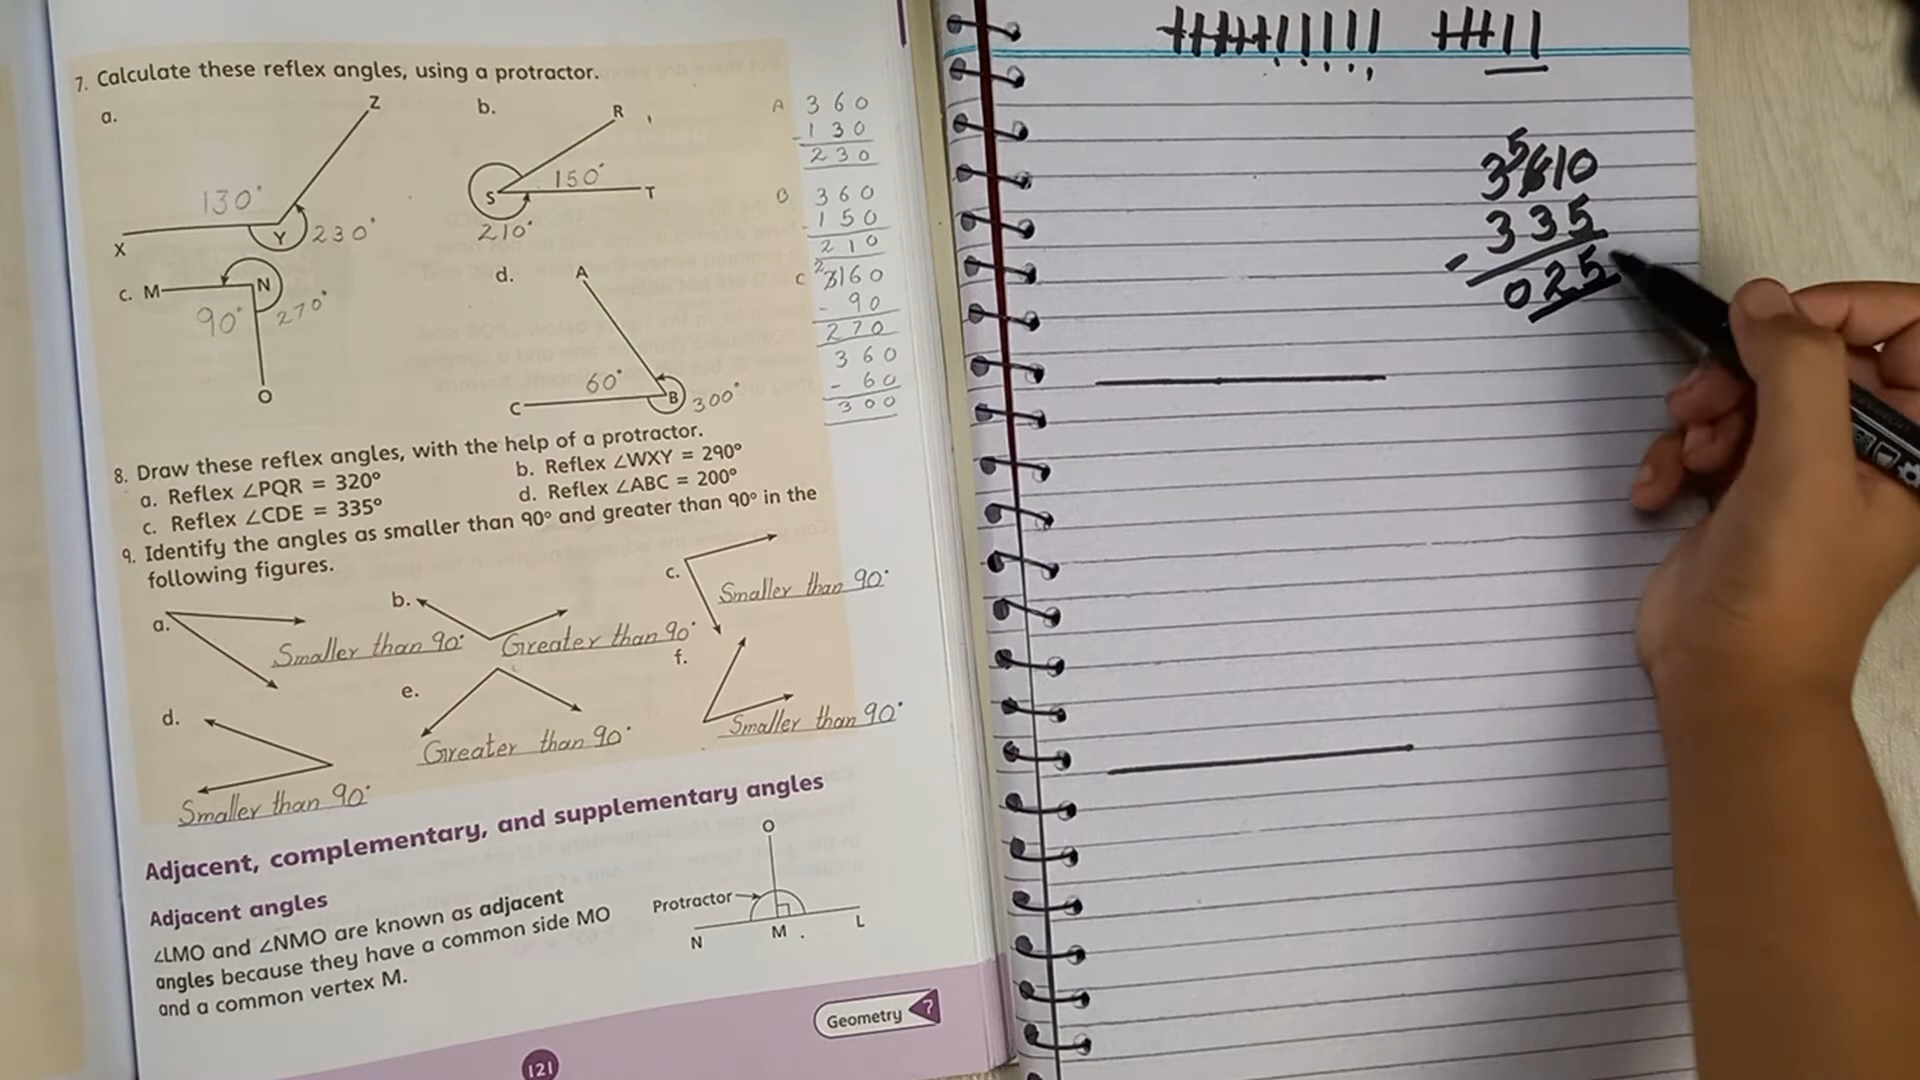 7. Calculate these reflex angles, using a protractor.
a.
Z
130°
X
Y
230°
b.
R
S
150°
T
210°
c. M
N
90°
270°
O
d.
A
60°
C
B
300°
A 360
- 130
230
B 360
- 150
210
C 2 3160
- 90
270
360
- 60
300
8. Draw these reflex angles, with the help of a protractor.
a. Reflex ∠PQR = 320°
b. Reflex ∠WXY = 290°
c. Reflex ∠CDE = 335°
d. Reflex ∠ABC = 200°
9. Identify the angles as smaller than 90° and greater than 90° in the
following figures.
a.
Smaller than 90°
b.
Greater than 90°
c.
Smaller than 90°
d.
Smaller than 90°
e.
Greater than 90°
f.
Smaller than 90°
Adjacent, complementary, and supplementary angles
Adjacent angles
∠LMO and ∠NMO are known as adjacent
angles because they have a common side MO
and a common vertex M.
O
Protractor
N
M
L
Geometry ?
121
5
3610
- 335
025